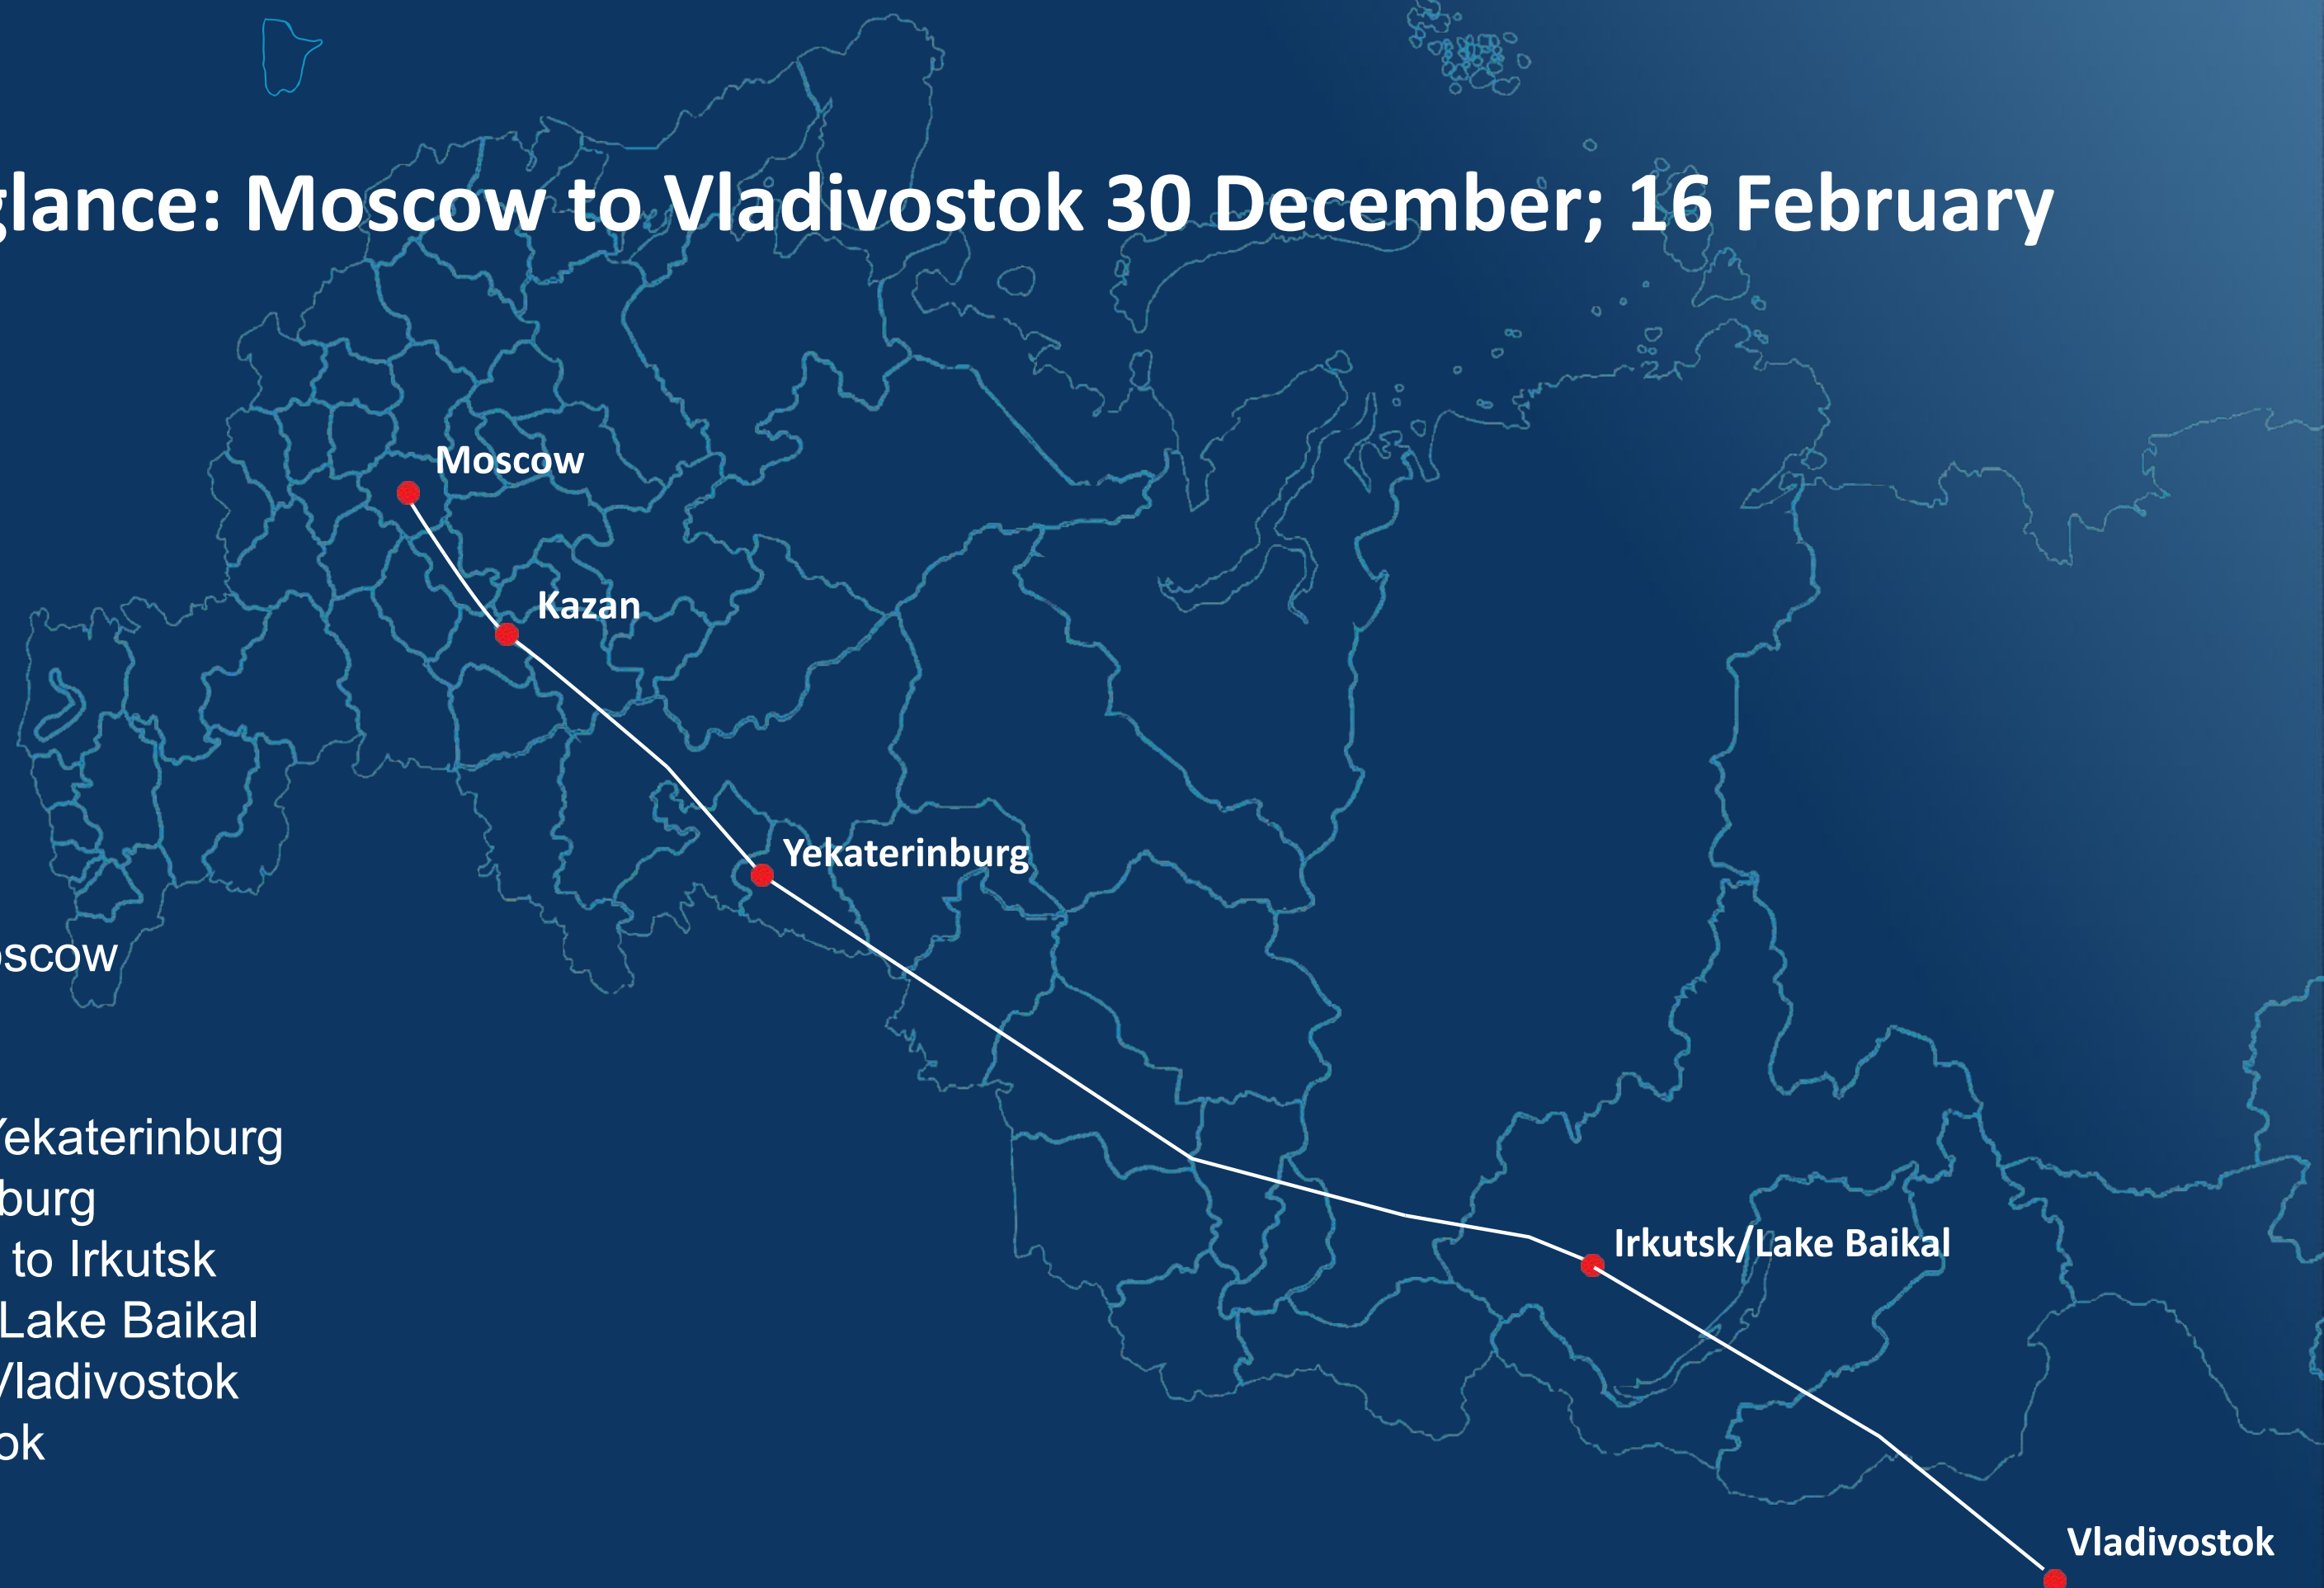 glance: Moscow to Vladivostok 30 December; 16 February
Moscow
Kazan
Yekaterinburg
oscow
Yekaterinburg
burg
to Irkutsk
Irkutsk/Lake Baikal
Lake Baikal
Vladivostok
ok
Vladivostok